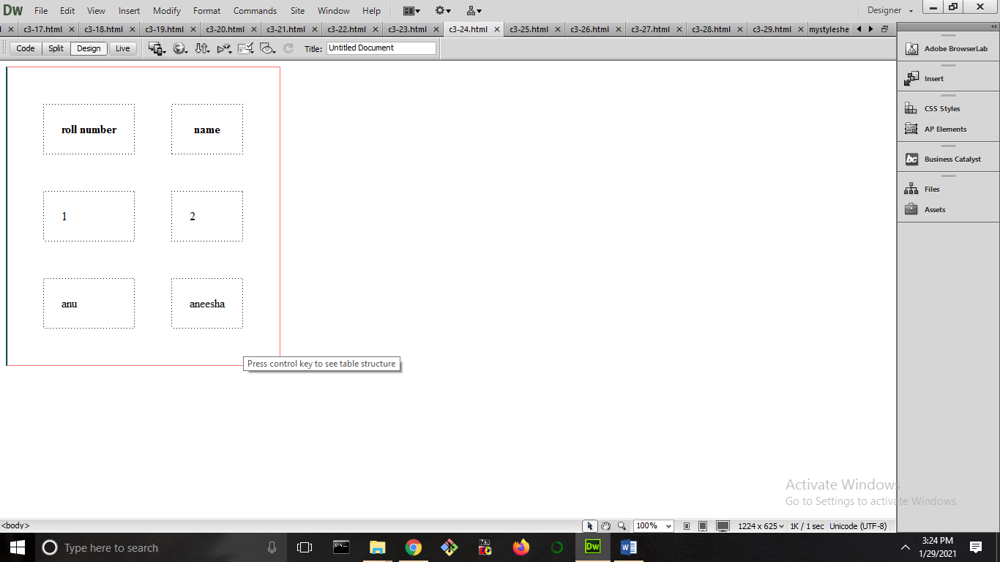 Dw File Edit View Insert Modify Format Commands Site Window Help Designer
c3-17.html c3-18.html c3-19.html c3-20.html c3-21.html c3-22.html c3-23.html c3-24.html c3-25.html c3-26.html c3-27.html c3-28.html c3-29.html mystyleshe
Code Split Design Live Title: Untitled Document
Adobe BrowserLab
Insert
CSS Styles
AP Elements
bc Business Catalyst
Files
Assets
roll number name
1 2
anu aneesha
Press control key to see table structure
Activate Windows
Go to Settings to activate Windows.
<body> 100% 1224 x 625 1K / 1 sec Unicode (UTF-8)
Type here to search Dw 3:24 PM
1/29/2021